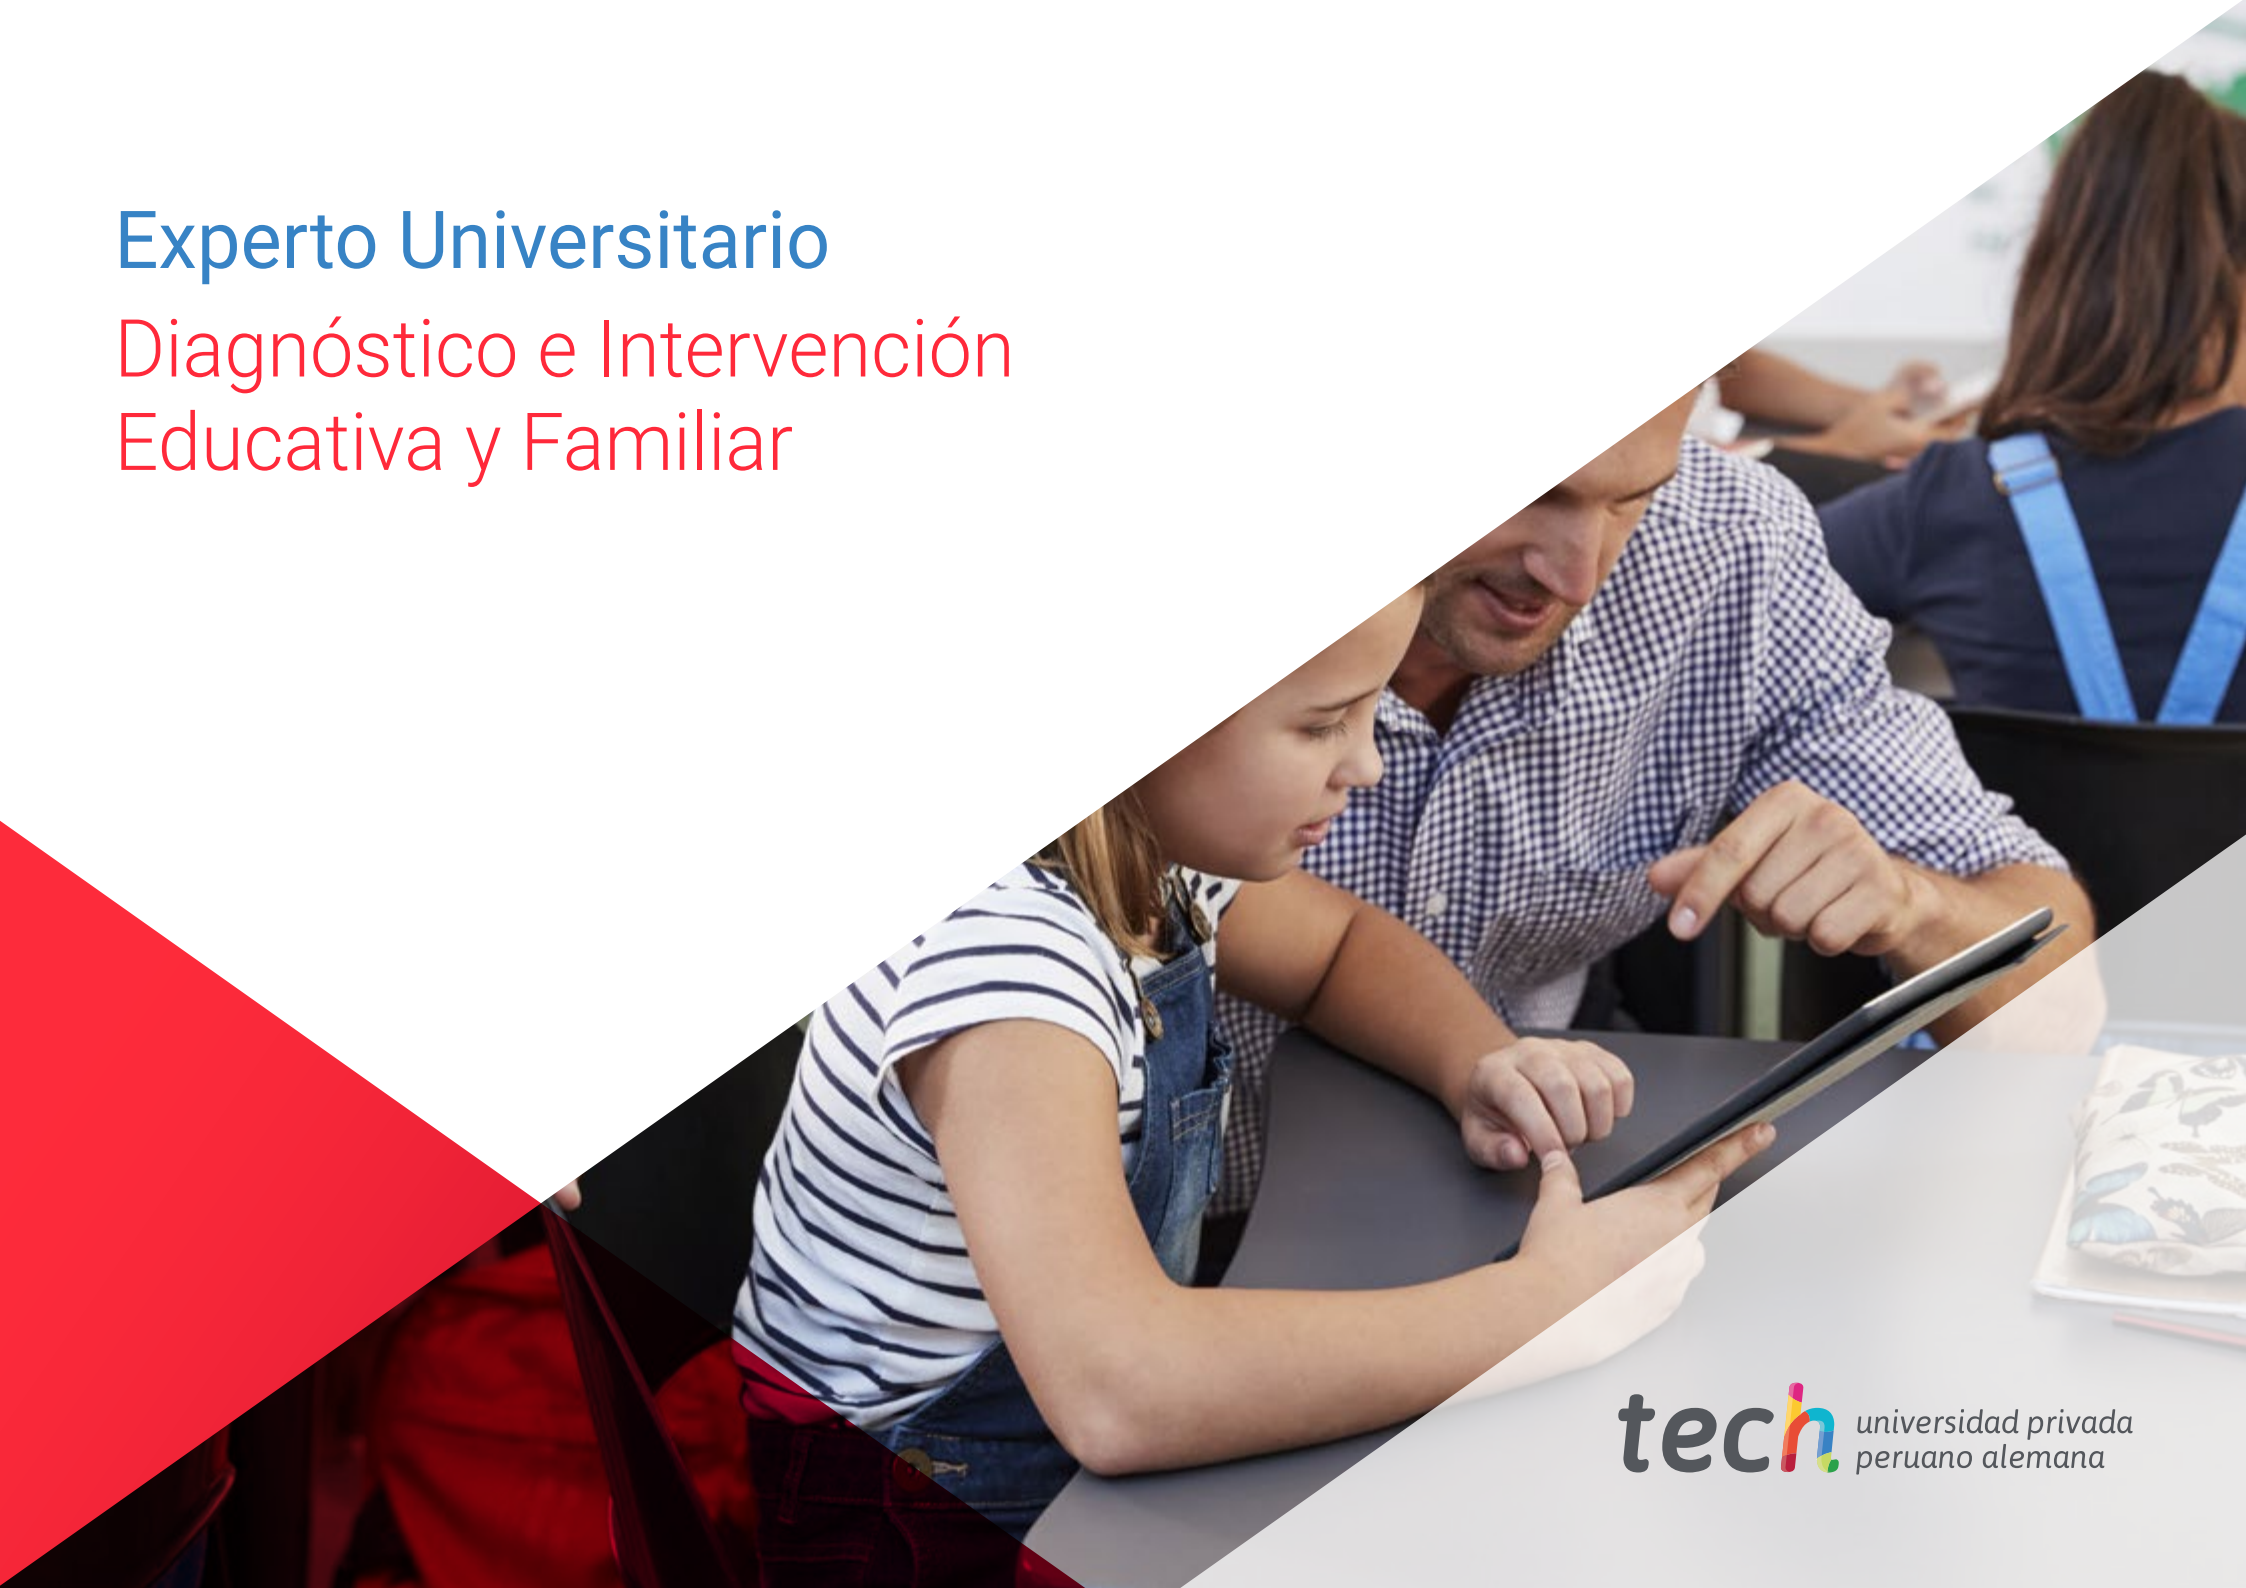 Experto Universitario
Diagnóstico e Intervención
Educativa y Familiar
tech universidad privada
peruano alemana